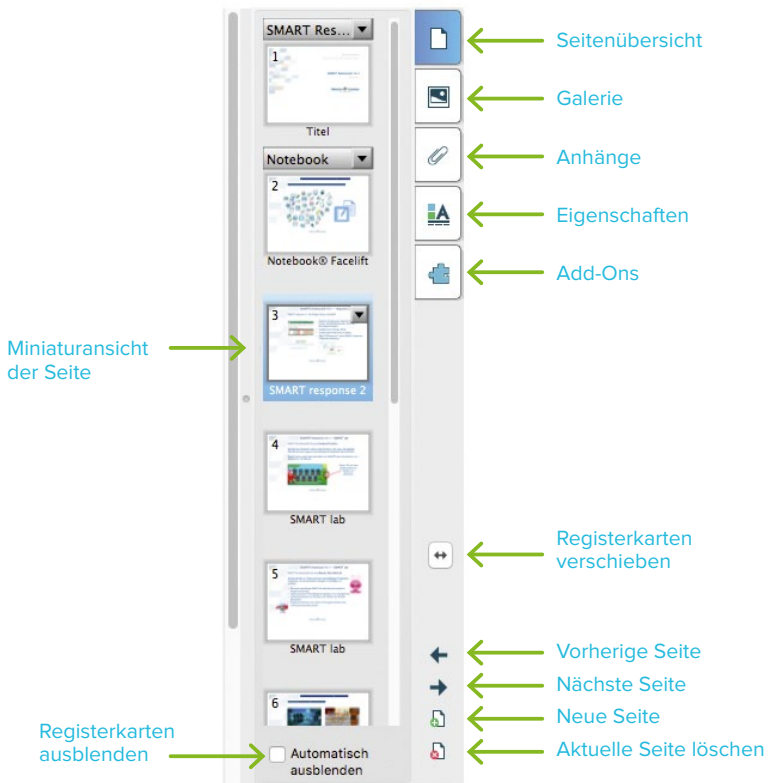 SMART Res...
1
Titel
Notebook
2
Notebook® Facelift
3
SMART response 2
4
SMART lab
5
SMART lab
6
Automatisch
ausblenden
Seitenübersicht
Galerie
Anhänge
Eigenschaften
Add-Ons
Miniaturansicht
der Seite
Registerkarten
verschieben
Vorherige Seite
Nächste Seite
Neue Seite
Aktuelle Seite löschen
Registerkarten
ausblenden